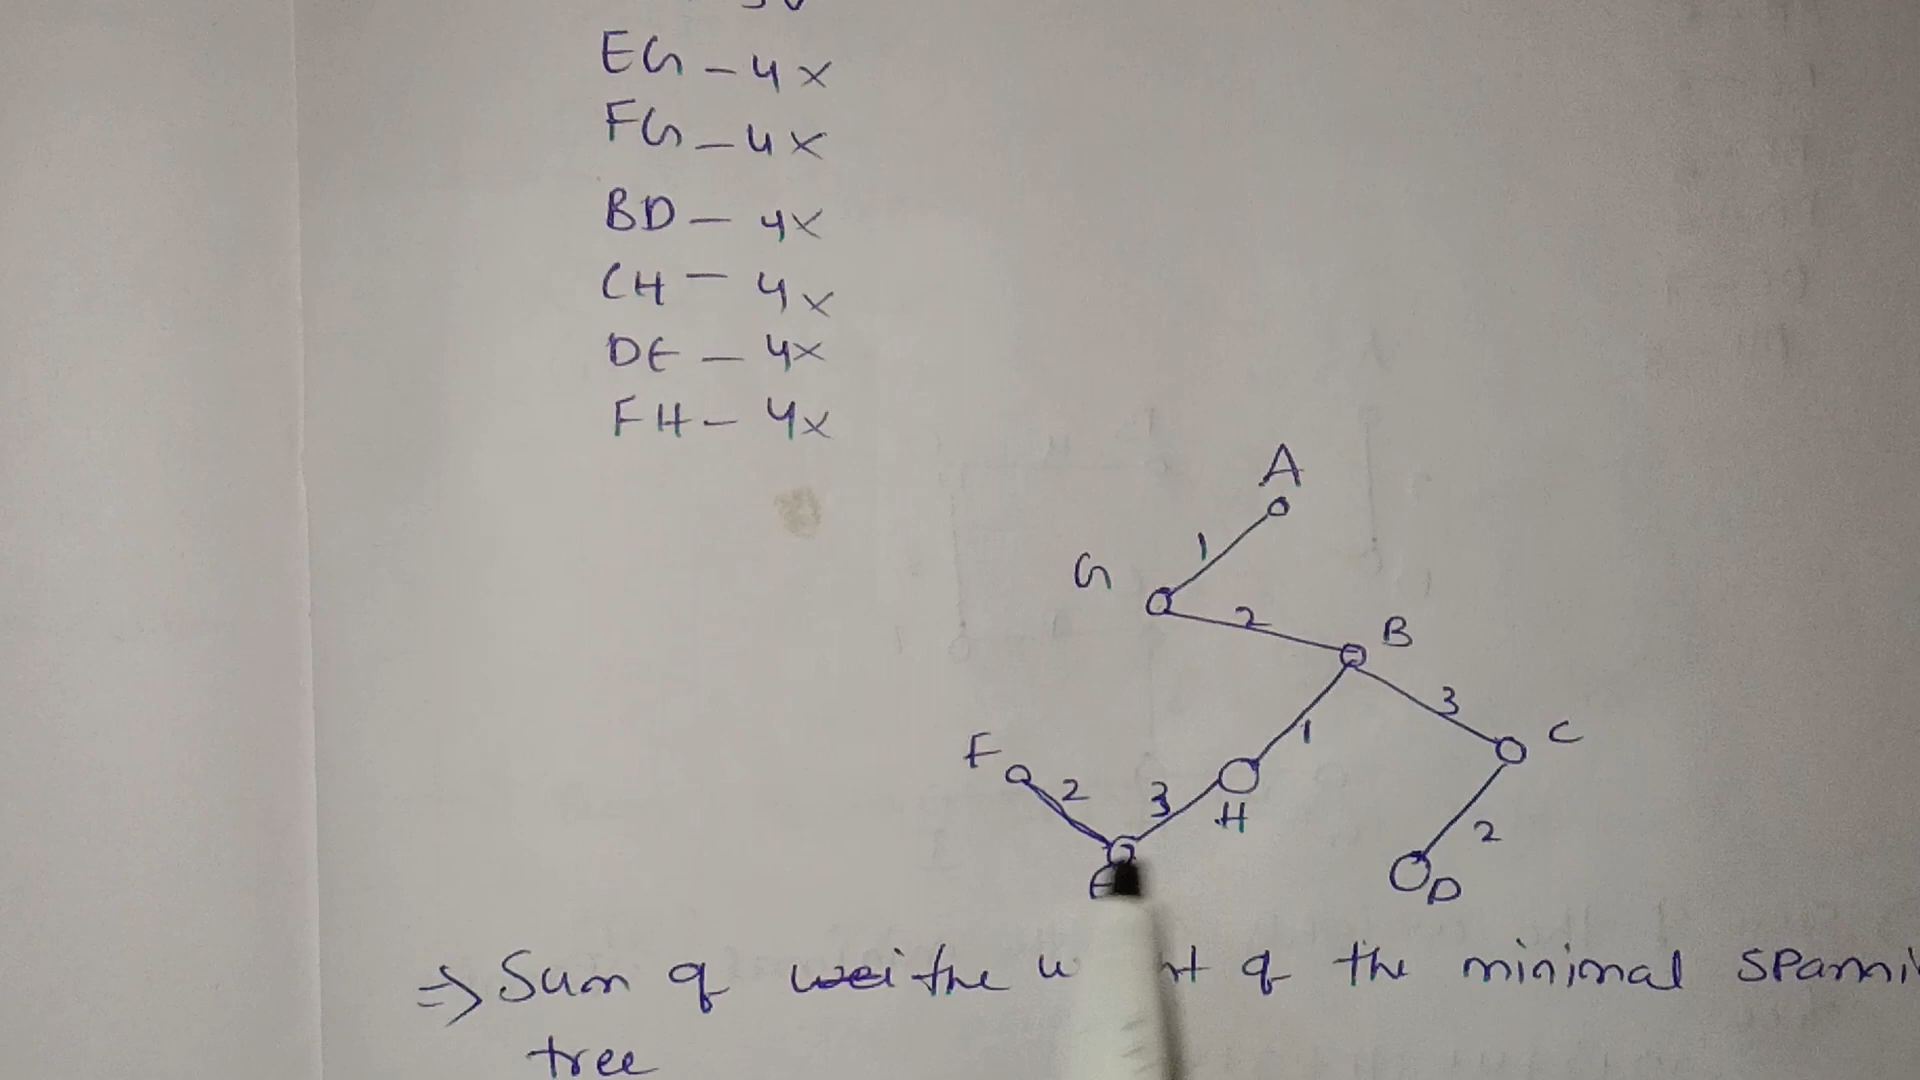 EG - 4 x
FG - 4 x
BD - 4 x
CH - 4 x
DE - 4 x
FH - 4 x
A
1
G
2
B
3
C
F
2
3
1
H
2
D
⇒ Sum of the of the minimal
tree